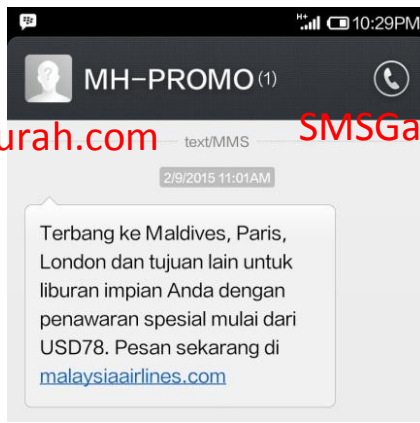 H+ 10:29PM
MH-PROMO (1)
urah.com SMSGa
text/MMS
2/9/2015 11:01AM
Terbang ke Maldives, Paris,
London dan tujuan lain untuk
liburan impian Anda dengan
penawaran spesial mulai dari
USD78. Pesan sekarang di
malaysiaairlines.com